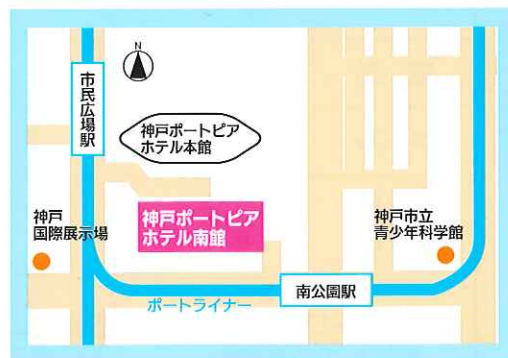 N
市民広場駅
神戸ポートピア
ホテル本館
神戸
国際展示場
神戸ポートピア
ホテル南館
神戸市立
青少年科学館
南公園駅
ポートライナー